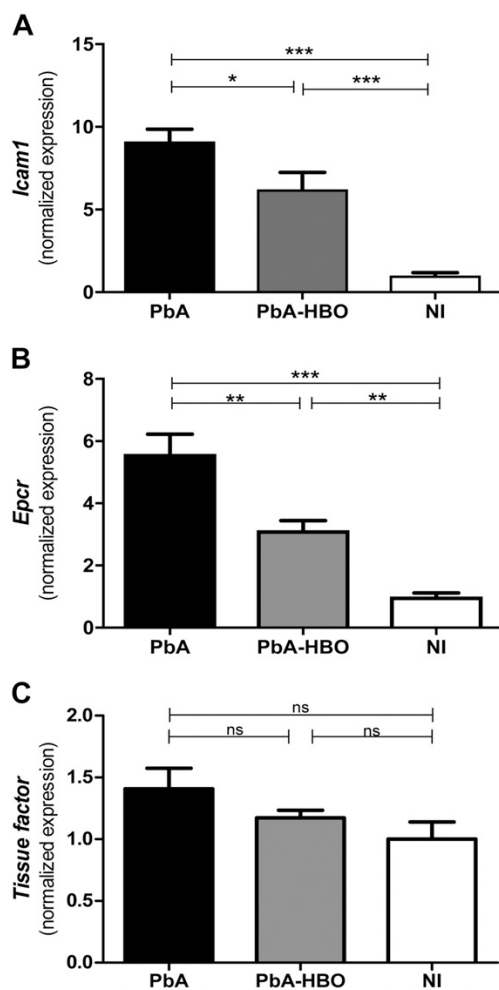 A
Icam1
(normalized expression)
15
10
5
0
***
*
***
PbA
PbA-HBO
NI
B
Epcr
(normalized expression)
8
6
4
2
0
***
**
**
PbA
PbA-HBO
NI
C
Tissue factor
(normalized expression)
2.0
1.5
1.0
0.5
0.0
ns
ns
ns
PbA
PbA-HBO
NI